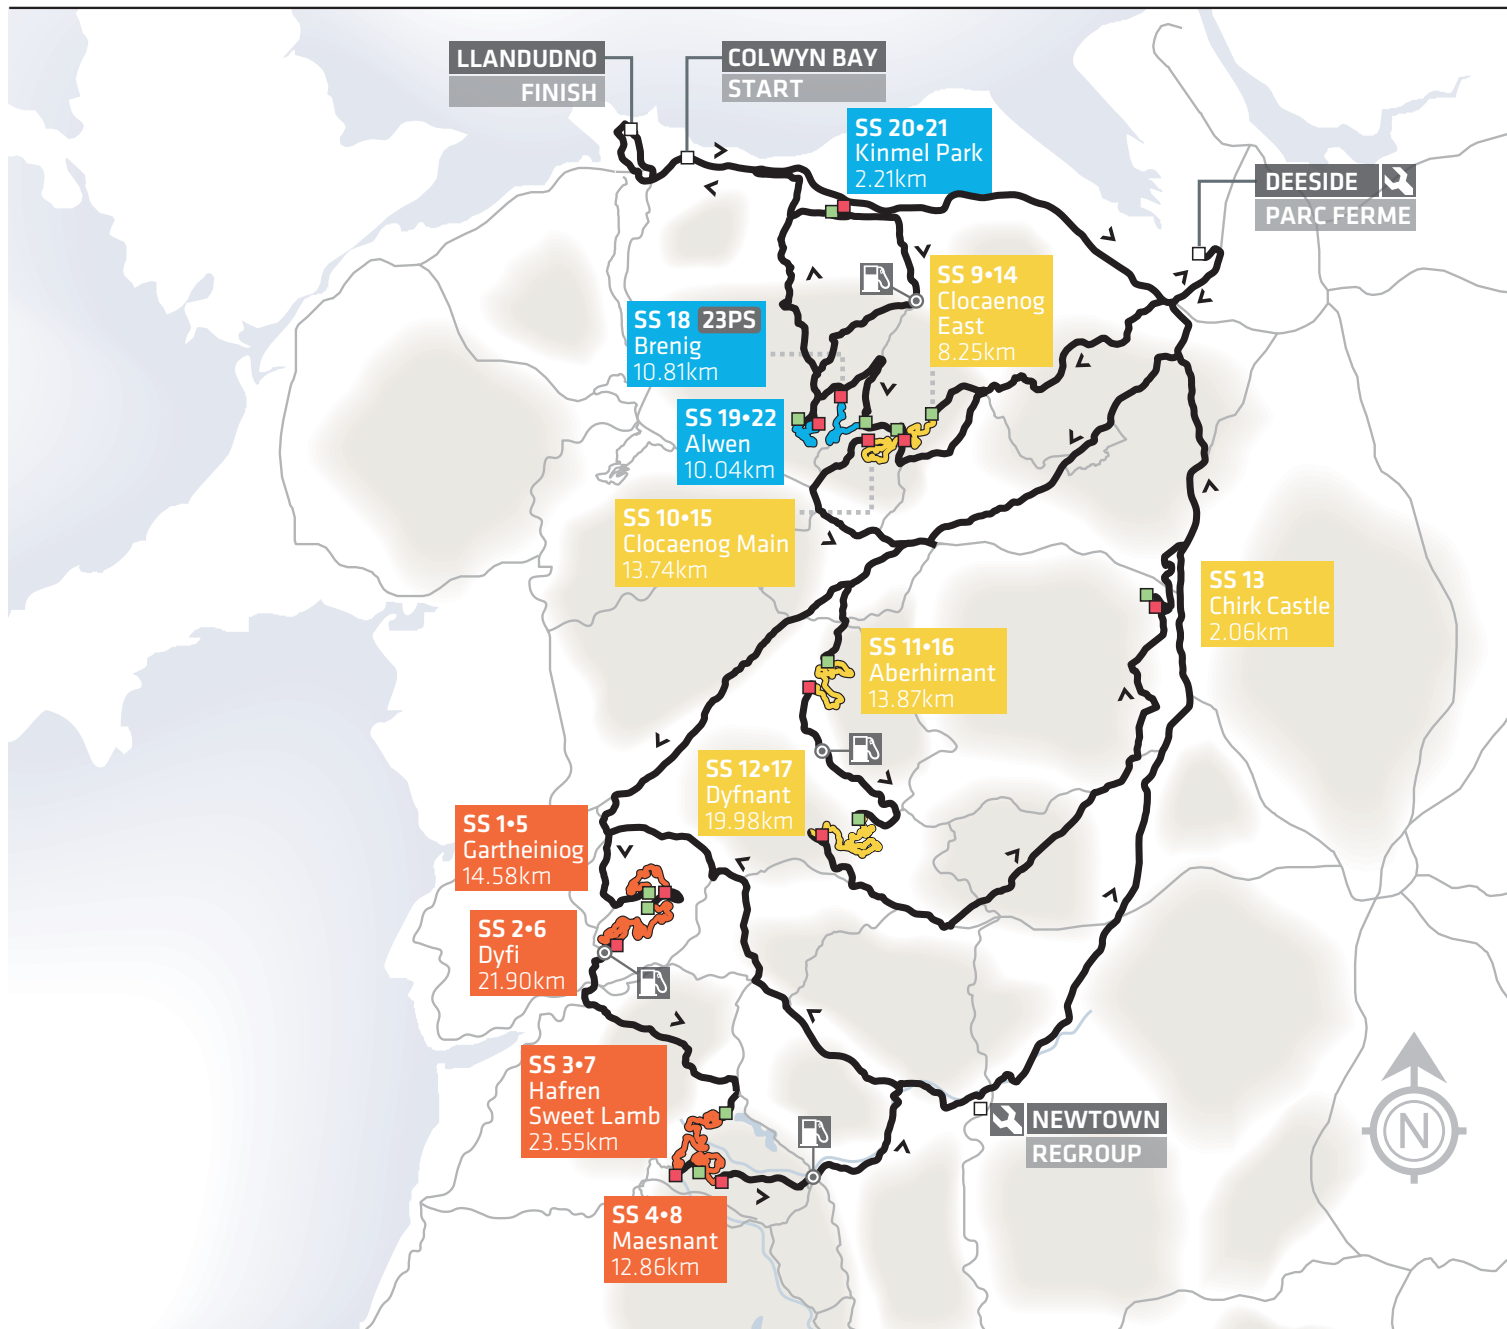 LLANDUDNO
FINISH
COLWYN BAY
START
SS 20•21
Kinmel Park
2.21km
DEESIDE
PARC FERME
SS 9•14
Clocaenog
East
8.25km
SS 18 23PS
Brenig
10.81km
SS 19•22
Alwen
10.04km
SS 10•15
Clocaenog Main
13.74km
SS 13
Chirk Castle
2.06km
SS 11•16
Aberhirnant
13.87km
SS 12•17
Dyfnant
19.98km
SS 1•5
Gartheiniog
14.58km
SS 2•6
Dyfi
21.90km
SS 3•7
Hafren
Sweet Lamb
23.55km
NEWTOWN
REGROUP
N
SS 4•8
Maesnant
12.86km